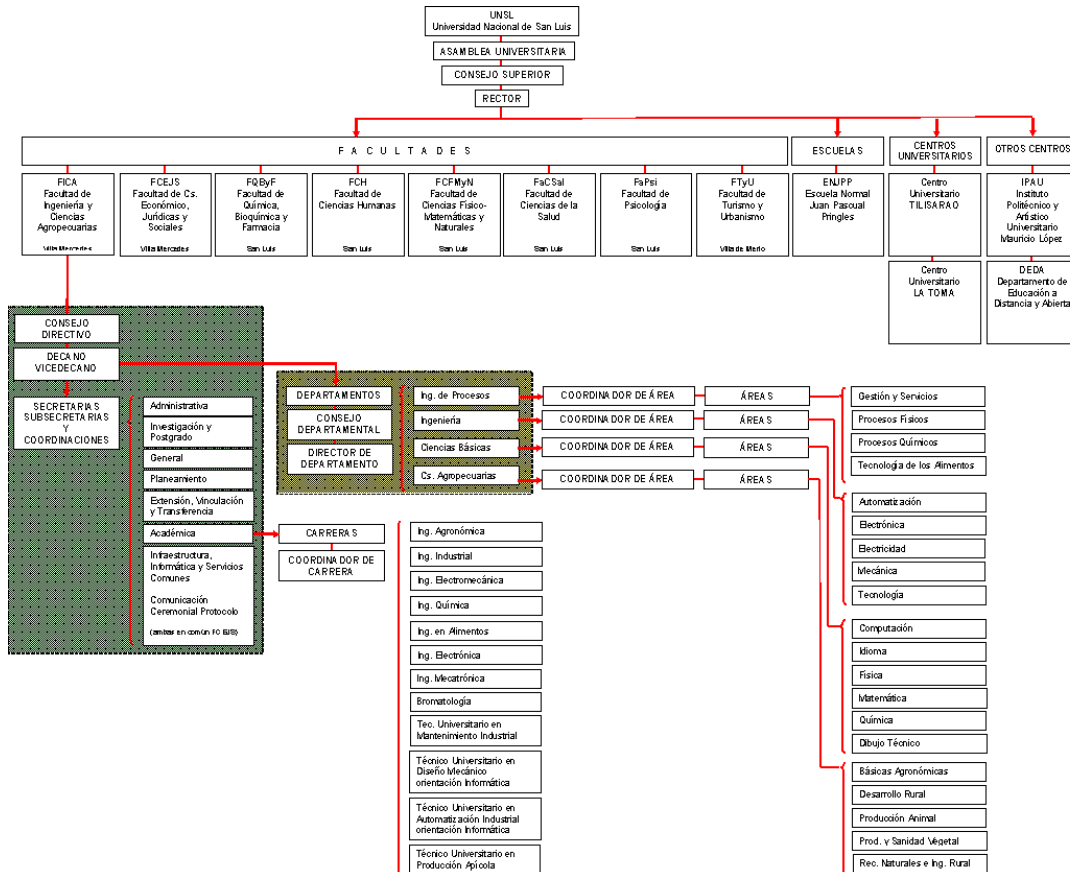 UNSL
Universidad Nacional de San Luis
ASAMBLEA UNIVERSITARIA
CONSEJO SUPERIOR
RECTOR
FACULTADES
ESCUELAS
CENTROS
UNIVERSITARIOS
OTROS CENTROS
FICA
Facultad de
Ingeniería y
Ciencias
Agropecuarias
Villa Mercedes
FCEJS
Facultad de Cs.
Económico,
Jurídicas y
Sociales
Villa Mercedes
FQByF
Facultad de
Química,
Bioquímica y
Farmacia
San Luis
FCH
Facultad de
Ciencias Humanas
San Luis
FCFMyN
Facultad de
Ciencias Físico-
Matemáticas y
Naturales
San Luis
FaCSal
Facultad de
Ciencias de la
Salud
San Luis
FaPsi
Facultad de
Psicología
San Luis
FTyU
Facultad de
Turismo y
Urbanismo
Villa de Merlo
ENJPP
Escuela Normal
Juan Pascual
Pringles
Centro
Universitario
TILISARAO
IPAU
Instituto
Politécnico y
Artístico
Universitario
Mauricio López
Centro
Universitario
LA TOMA
DEDA
Departamento de
Educación a
Distancia y Abierta
CONSEJO
DIRECTIVO
DECANO
VICEDECANO
SECRETARIAS
SUBSECRETARIAS
Y
COORDINACIONES
Administrativa
Investigación y
Postgrado
General
Planeamiento
Extensión, Vinculación
y Transferencia
Académica
Infraestructura,
Informática y Servicios
Comunes
Comunicación
Ceremonial Protocolo
(ambas en común FCEJS)
DEPARTAMENTOS
CONSEJO
DEPARTAMENTAL
DIRECTOR DE
DEPARTAMENTO
Ing. de Procesos
Ingeniería
Ciencias Básicas
Cs. Agropecuarias
COORDINADOR DE ÁREA
ÁREAS
COORDINADOR DE ÁREA
ÁREAS
COORDINADOR DE ÁREA
ÁREAS
COORDINADOR DE ÁREA
ÁREAS
CARRERAS
COORDINADOR DE
CARRERA
Ing. Agronómica
Ing. Industrial
Ing. Electromecánica
Ing. Química
Ing. en Alimentos
Ing. Electrónica
Ing. Mecatrónica
Bromatología
Tec. Universitario en
Mantenimiento Industrial
Técnico Universitario en
Diseño Mecánico
orientación Informática
Técnico Universitario en
Automatización Industrial
orientación Informática
Técnico Universitario en
Producción Apícola
Gestión y Servicios
Procesos Físicos
Procesos Químicos
Tecnología de los Alimentos
Automatización
Electrónica
Electricidad
Mecánica
Tecnología
Computación
Idioma
Física
Matemática
Química
Dibujo Técnico
Básicas Agronómicas
Desarrollo Rural
Producción Animal
Prod. y Sanidad Vegetal
Rec. Naturales e Ing. Rural